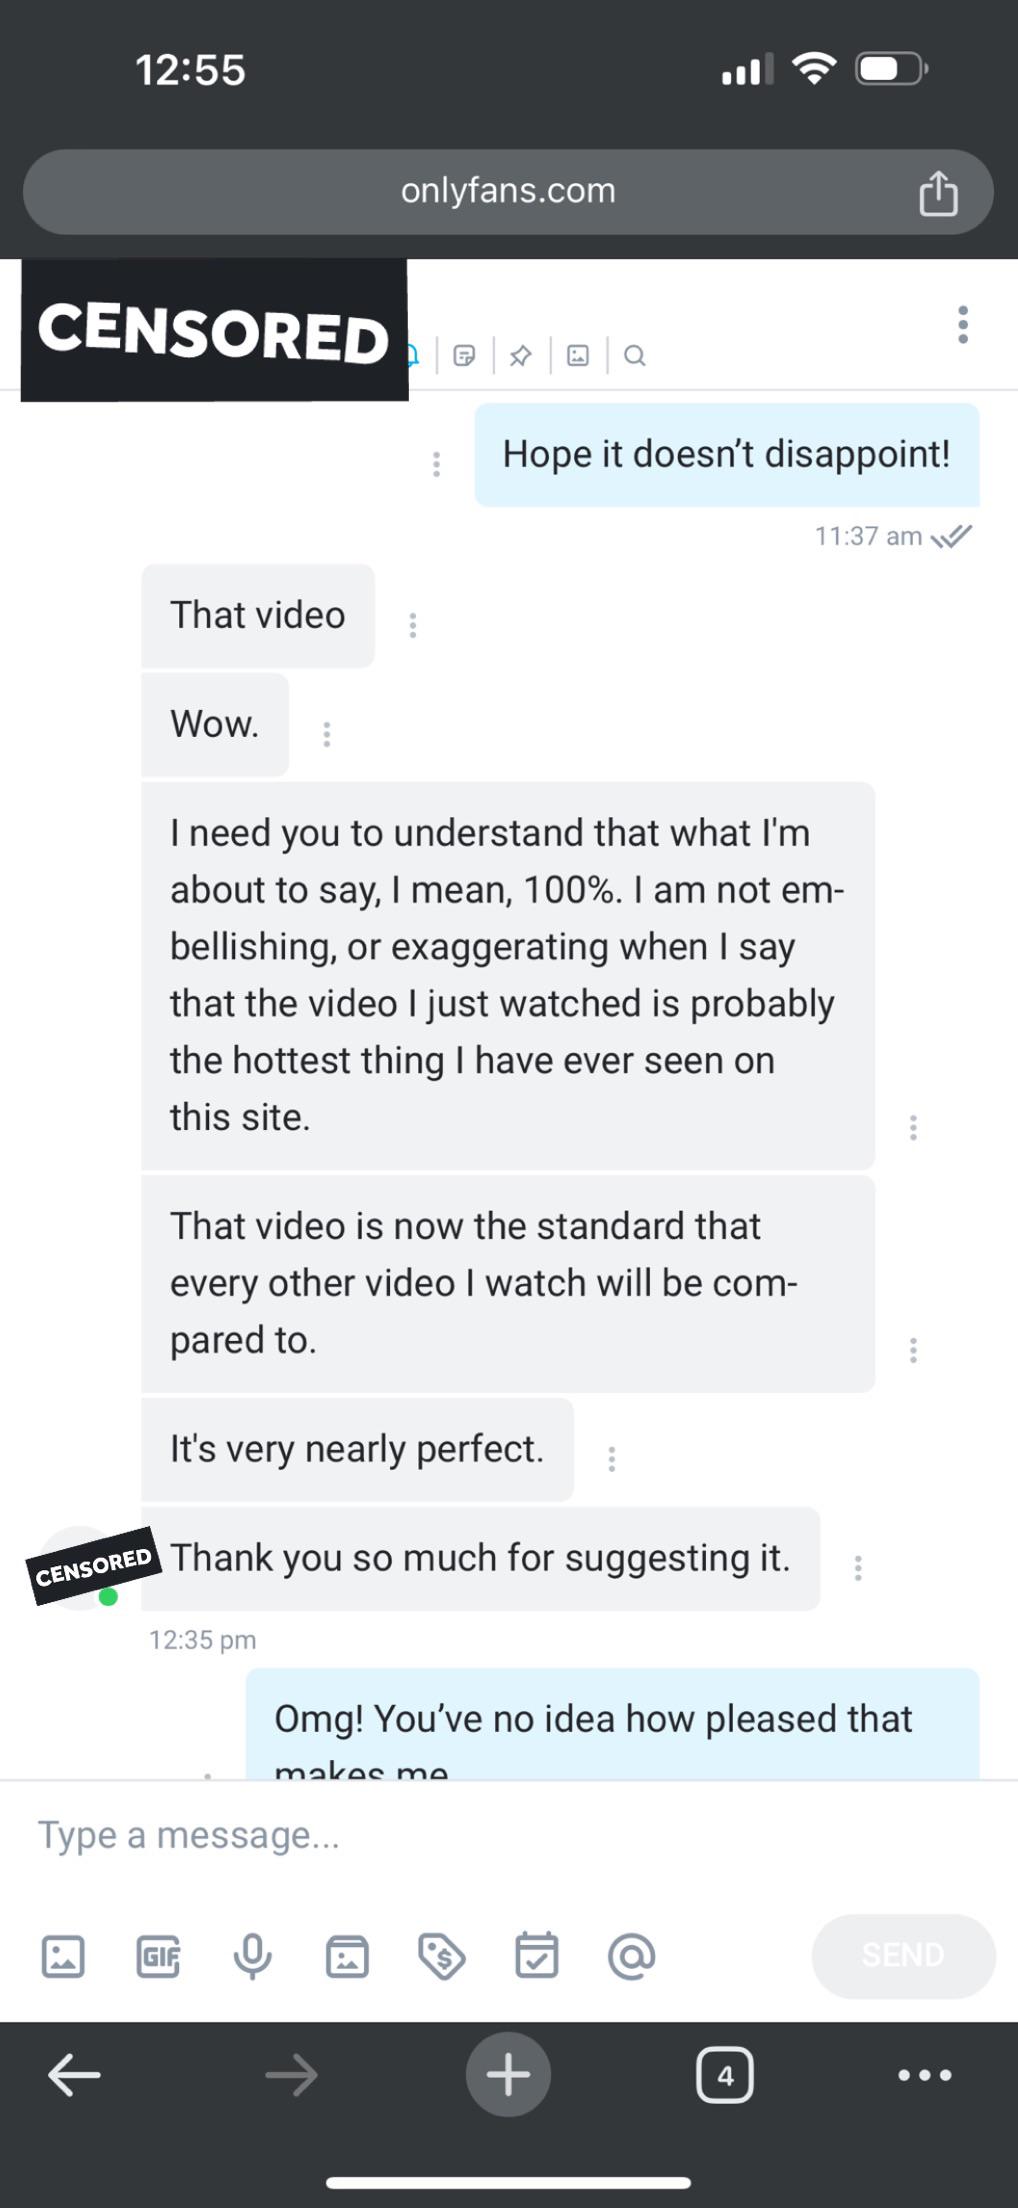 12:55
onlyfans.com
CENSORED
Hope it doesn’t disappoint!
11:37 am
That video
Wow.
I need you to understand that what I'm
about to say, I mean, 100%. I am not em-
bellishing, or exaggerating when I say
that the video I just watched is probably
the hottest thing I have ever seen on
this site.
That video is now the standard that
every other video I watch will be com-
pared to.
It's very nearly perfect.
CENSORED
Thank you so much for suggesting it.
12:35 pm
Omg! You’ve no idea how pleased that
makes me
Type a message...
GIF
SEND
4